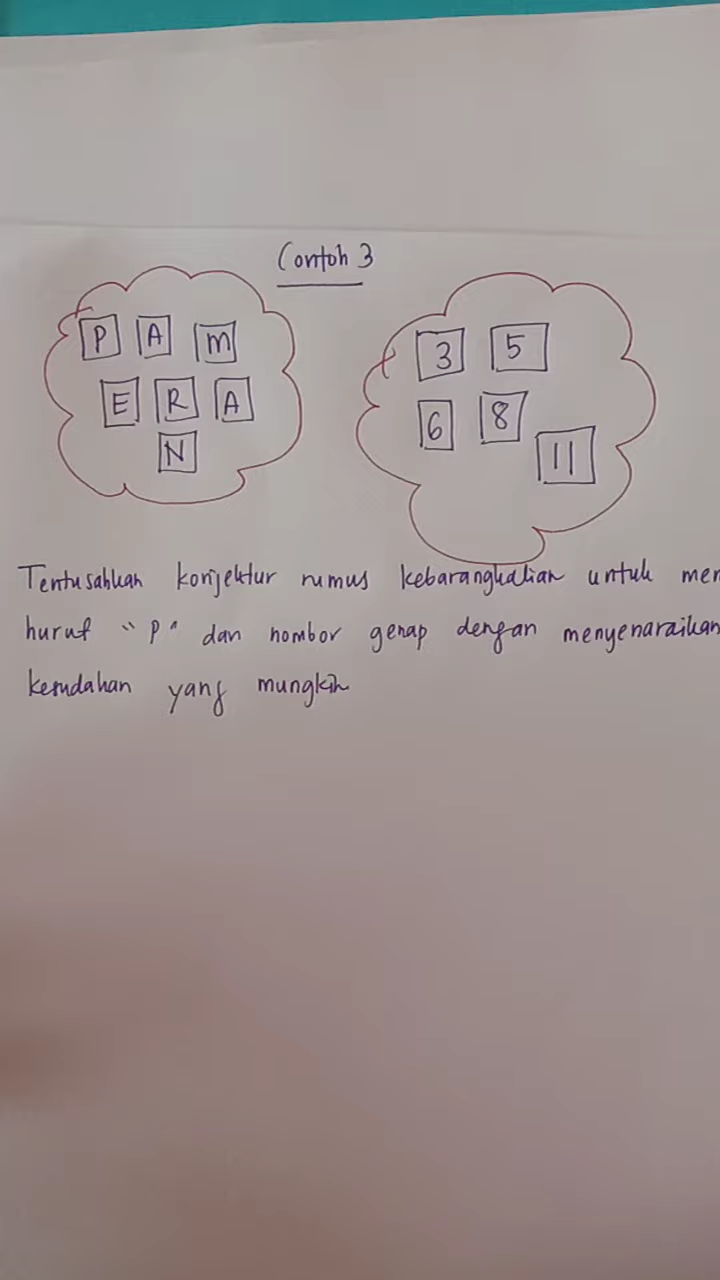 Contoh 3
P A M
E R A
N
3 5
6 8
11
Tentusahkan konjektur rumus kebarangkalian untuk
huruf "P" dan nombor genap dengan menyenaraikan
kesudahan yang mungkin